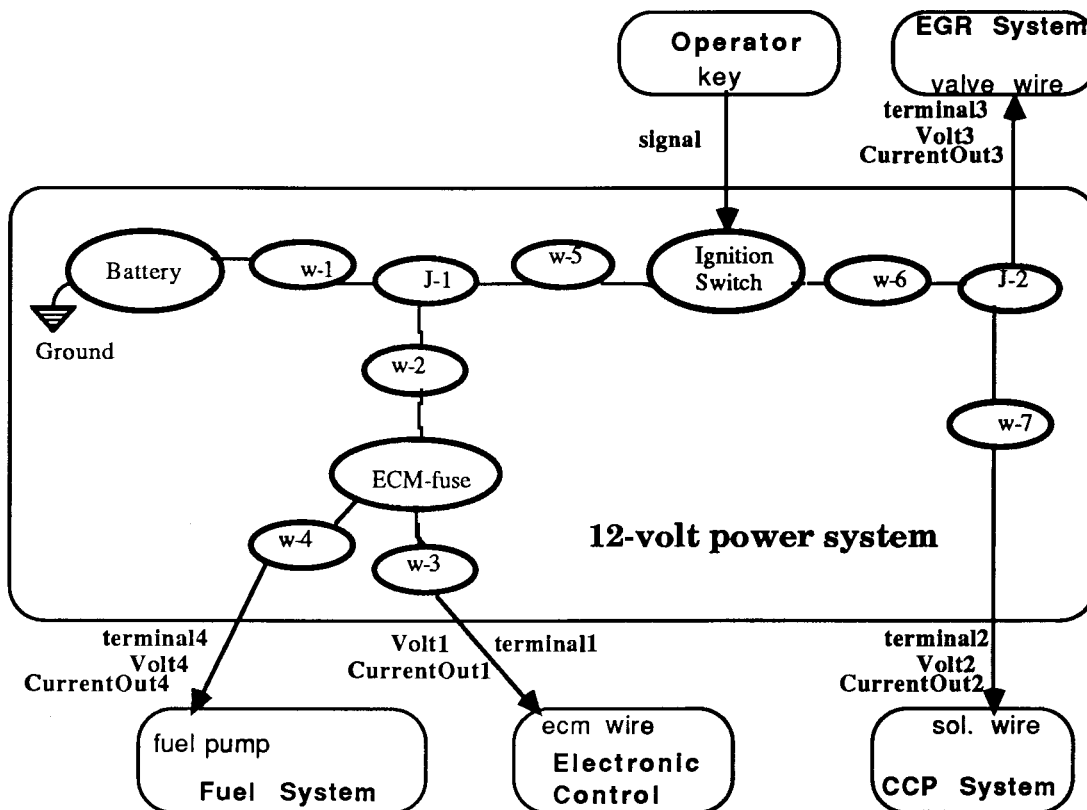 Operator
key
EGR System
valve wire
signal
terminal3
Volt3
CurrentOut3
Battery
w-1
J-1
w-5
Ignition
Switch
w-6
J-2
Ground
w-2
w-7
ECM-fuse
w-4
w-3
12-volt power system
terminal4
Volt4
CurrentOut4
Volt1
terminal1
CurrentOut1
terminal2
Volt2
CurrentOut2
fuel pump
Fuel System
ecm wire
Electronic
Control
sol. wire
CCP System